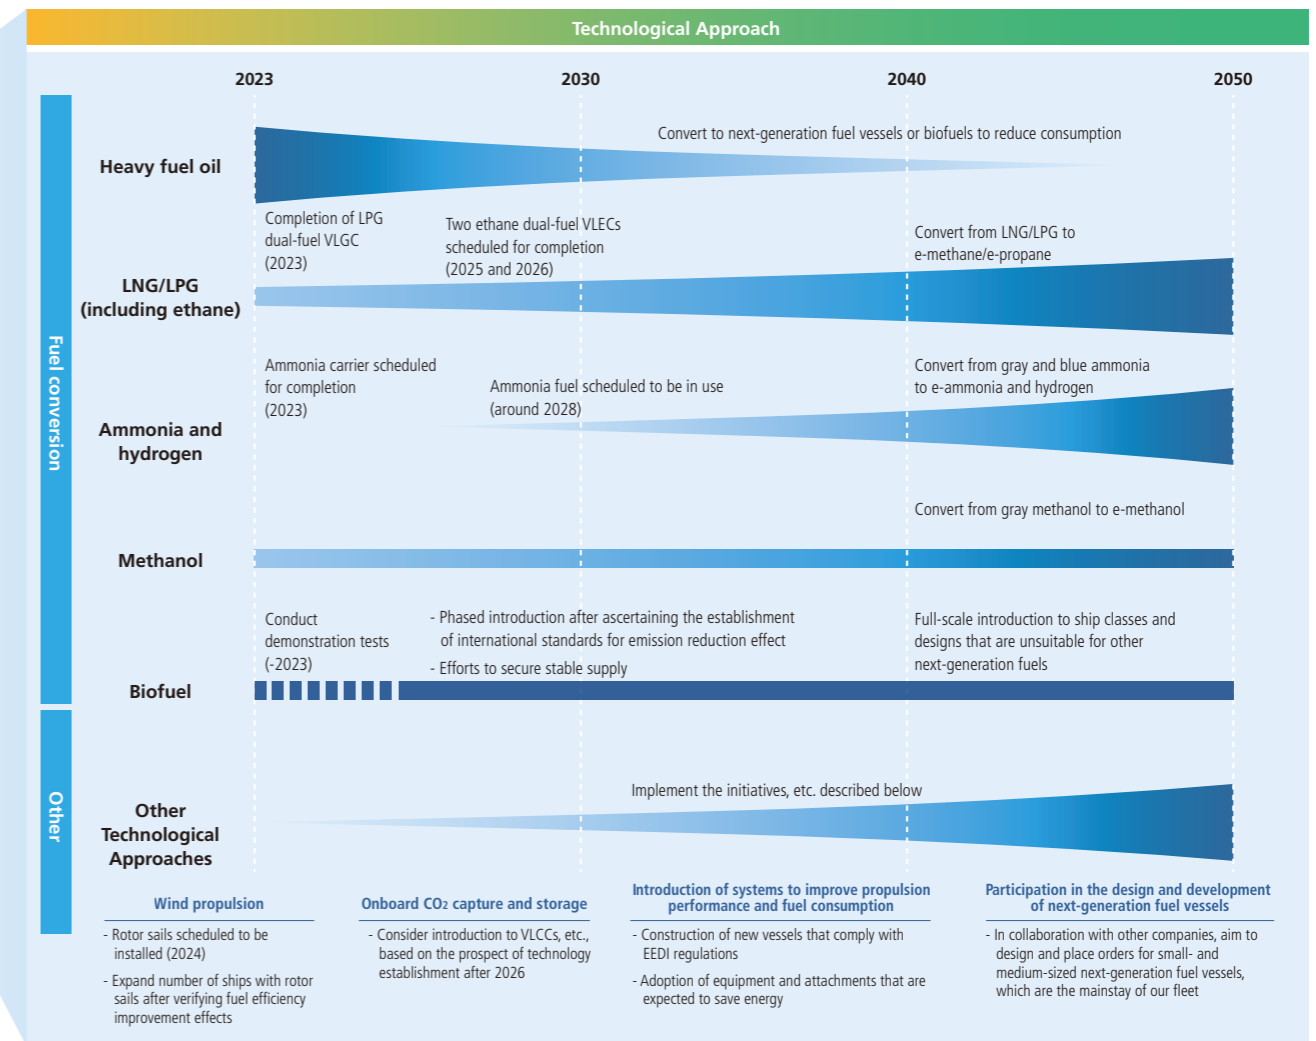 Technological Approach
2023
2030
2040
2050
Fuel conversion
Heavy fuel oil
Convert to next-generation fuel vessels or biofuels to reduce consumption
LNG/LPG
(including ethane)
Completion of LPG
dual-fuel VLGC
(2023)
Two ethane dual-fuel VLECs
scheduled for completion
(2025 and 2026)
Convert from LNG/LPG to
e-methane/e-propane
Ammonia and
hydrogen
Ammonia carrier scheduled
for completion
(2023)
Ammonia fuel scheduled to be in use
(around 2028)
Convert from gray and blue ammonia
to e-ammonia and hydrogen
Methanol
Convert from gray methanol to e-methanol
Biofuel
Conduct
demonstration tests
(-2023)
- Phased introduction after ascertaining the establishment
of international standards for emission reduction effect
- Efforts to secure stable supply
Full-scale introduction to ship classes and
designs that are unsuitable for other
next-generation fuels
Other
Other
Technological
Approaches
Implement the initiatives, etc. described below
Wind propulsion
- Rotor sails scheduled to be
installed (2024)
- Expand number of ships with rotor
sails after verifying fuel efficiency
improvement effects
Onboard CO2 capture and storage
- Consider introduction to VLCCs, etc.,
based on the prospect of technology
establishment after 2026
Introduction of systems to improve propulsion
performance and fuel consumption
- Construction of new vessels that comply with
EEDI regulations
- Adoption of equipment and attachments that are
expected to save energy
Participation in the design and development
of next-generation fuel vessels
- In collaboration with other companies, aim to
design and place orders for small- and
medium-sized next-generation fuel vessels,
which are the mainstay of our fleet